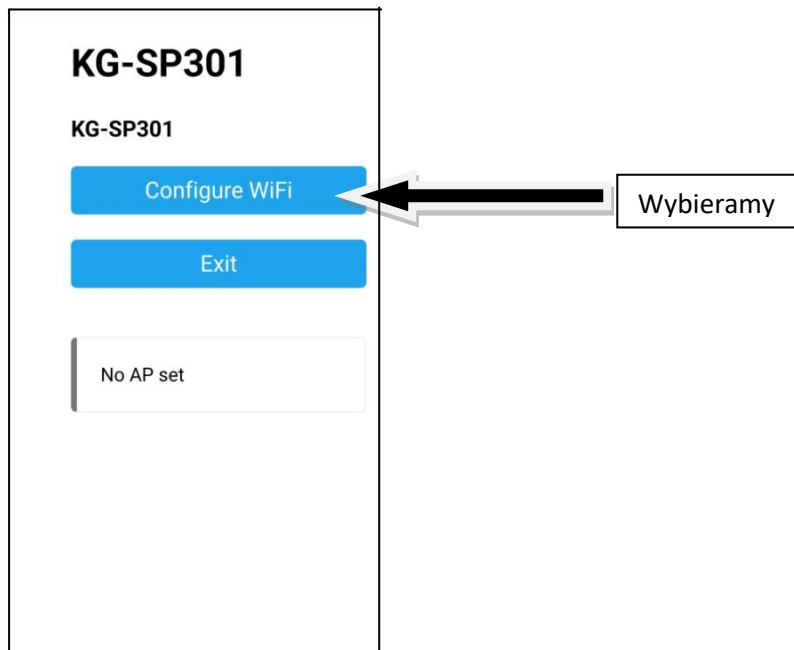 KG-SP301
KG-SP301
Configure WiFi
Wybieramy
Exit
No AP set